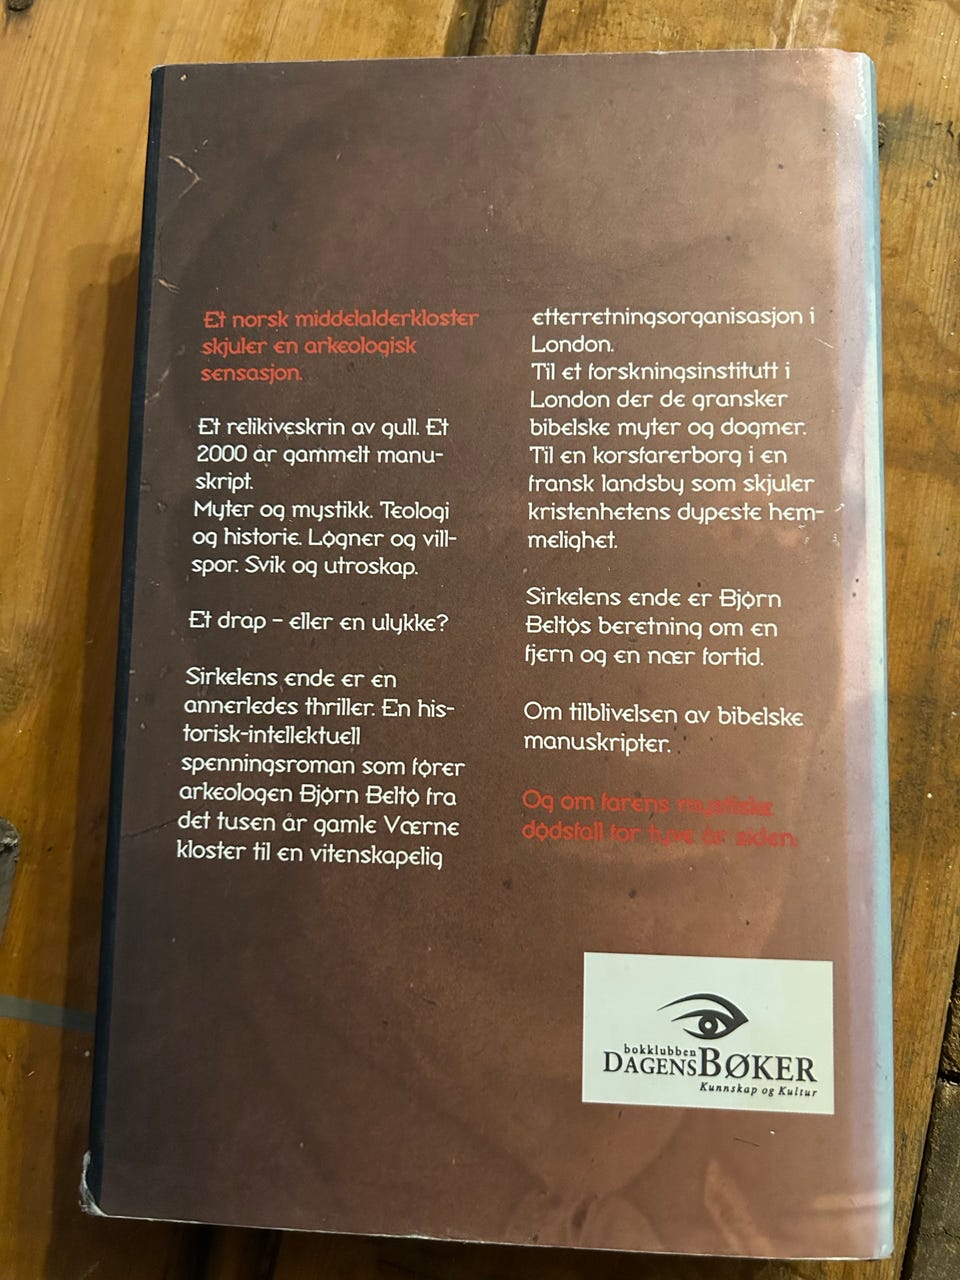 Et norsk middelalderkloster
skjuler en arkeologisk
sensasjon.
Et relikiveskrin av gull. Et
2000 år gammelt manu-
skript.
Myter og mystikk. Teologi
og historie. Løgner og vill-
spor. Svik og utroskap.
Et drap – eller en ulykke?
Sirkelens ende er en
annerledes thriller. En his-
torisk-intellektuell
spenningsroman som fører
arkeologen Bjørn Beltø fra
det tusen år gamle Værne
kloster til en vitenskapelig
etterretningsorganisasjon i
London.
Til et forskningsinstitutt i
London der de gransker
bibelske myter og dogmer.
Til en korsfarerborg i en
fransk landsby som skjuler
kristenhetens dypeste hem-
melighet.
Sirkelens ende er Bjørn
Beltøs beretning om en
fjern og en nær fortid.
Om tilblivelsen av bibelske
manuskripter.
Og om farens mystiske
dødsfall for tyve år siden.
bokklubben
DAGENS BØKER
Kunnskap og Kultur